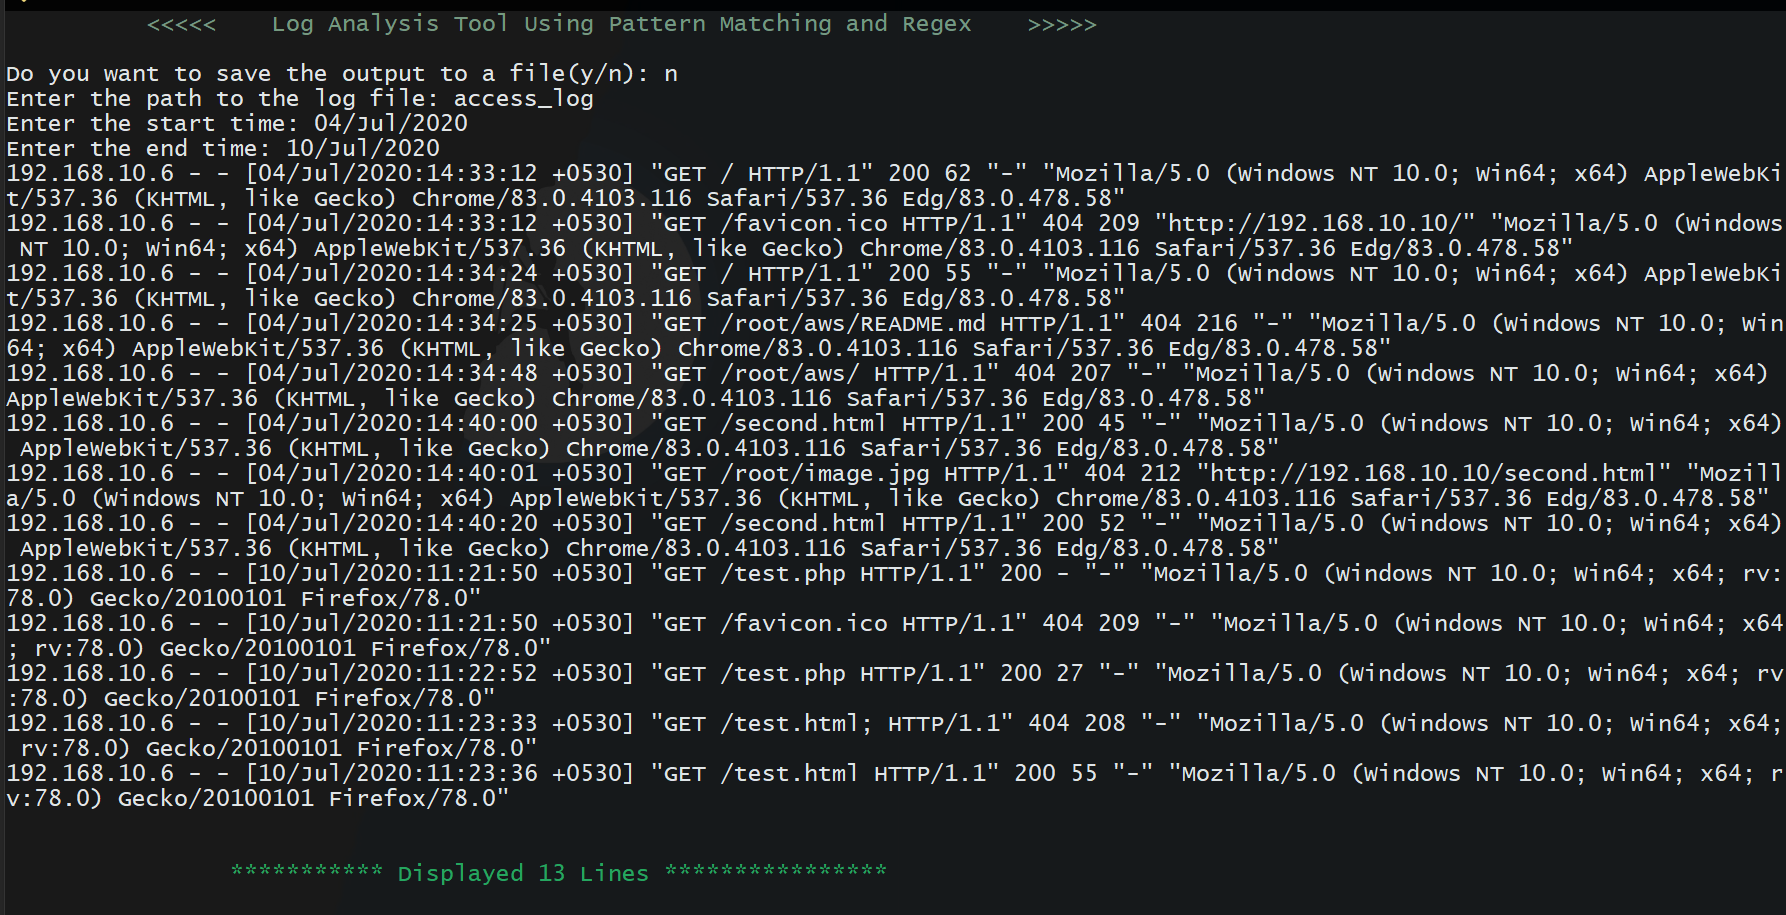 <<<<<    Log Analysis Tool Using Pattern Matching and Regex    >>>>>
Do you want to save the output to a file(y/n): n
Enter the path to the log file: access_log
Enter the start time: 04/Jul/2020
Enter the end time: 10/Jul/2020
192.168.10.6 - - [04/Jul/2020:14:33:12 +0530] "GET / HTTP/1.1" 200 62 "-" "Mozilla/5.0 (Windows NT 10.0; Win64; x64) AppleWebKi
t/537.36 (KHTML, like Gecko) Chrome/83.0.4103.116 Safari/537.36 Edg/83.0.478.58"
192.168.10.6 - - [04/Jul/2020:14:33:12 +0530] "GET /favicon.ico HTTP/1.1" 404 209 "http://192.168.10.10/" "Mozilla/5.0 (Windows
 NT 10.0; Win64; x64) AppleWebKit/537.36 (KHTML, like Gecko) Chrome/83.0.4103.116 Safari/537.36 Edg/83.0.478.58"
192.168.10.6 - - [04/Jul/2020:14:34:24 +0530] "GET / HTTP/1.1" 200 55 "-" "Mozilla/5.0 (Windows NT 10.0; Win64; x64) AppleWebKi
t/537.36 (KHTML, like Gecko) Chrome/83.0.4103.116 Safari/537.36 Edg/83.0.478.58"
192.168.10.6 - - [04/Jul/2020:14:34:25 +0530] "GET /root/aws/README.md HTTP/1.1" 404 216 "-" "Mozilla/5.0 (Windows NT 10.0; Win
64; x64) AppleWebKit/537.36 (KHTML, like Gecko) Chrome/83.0.4103.116 Safari/537.36 Edg/83.0.478.58"
192.168.10.6 - - [04/Jul/2020:14:34:48 +0530] "GET /root/aws/ HTTP/1.1" 404 207 "-" "Mozilla/5.0 (Windows NT 10.0; Win64; x64)
AppleWebKit/537.36 (KHTML, like Gecko) Chrome/83.0.4103.116 Safari/537.36 Edg/83.0.478.58"
192.168.10.6 - - [04/Jul/2020:14:40:00 +0530] "GET /second.html HTTP/1.1" 200 45 "-" "Mozilla/5.0 (Windows NT 10.0; Win64; x64)
 AppleWebKit/537.36 (KHTML, like Gecko) Chrome/83.0.4103.116 Safari/537.36 Edg/83.0.478.58"
192.168.10.6 - - [04/Jul/2020:14:40:01 +0530] "GET /root/image.jpg HTTP/1.1" 404 212 "http://192.168.10.10/second.html" "Mozill
a/5.0 (Windows NT 10.0; Win64; x64) AppleWebKit/537.36 (KHTML, like Gecko) Chrome/83.0.4103.116 Safari/537.36 Edg/83.0.478.58"
192.168.10.6 - - [04/Jul/2020:14:40:20 +0530] "GET /second.html HTTP/1.1" 200 52 "-" "Mozilla/5.0 (Windows NT 10.0; Win64; x64)
 AppleWebKit/537.36 (KHTML, like Gecko) Chrome/83.0.4103.116 Safari/537.36 Edg/83.0.478.58"
192.168.10.6 - - [10/Jul/2020:11:21:50 +0530] "GET /test.php HTTP/1.1" 200 - "-" "Mozilla/5.0 (Windows NT 10.0; Win64; x64; rv:
78.0) Gecko/20100101 Firefox/78.0"
192.168.10.6 - - [10/Jul/2020:11:21:50 +0530] "GET /favicon.ico HTTP/1.1" 404 209 "-" "Mozilla/5.0 (Windows NT 10.0; Win64; x64
; rv:78.0) Gecko/20100101 Firefox/78.0"
192.168.10.6 - - [10/Jul/2020:11:22:52 +0530] "GET /test.php HTTP/1.1" 200 27 "-" "Mozilla/5.0 (Windows NT 10.0; Win64; x64; rv
:78.0) Gecko/20100101 Firefox/78.0"
192.168.10.6 - - [10/Jul/2020:11:23:33 +0530] "GET /test.html; HTTP/1.1" 404 208 "-" "Mozilla/5.0 (Windows NT 10.0; Win64; x64;
 rv:78.0) Gecko/20100101 Firefox/78.0"
192.168.10.6 - - [10/Jul/2020:11:23:36 +0530] "GET /test.html HTTP/1.1" 200 55 "-" "Mozilla/5.0 (Windows NT 10.0; Win64; x64; r
v:78.0) Gecko/20100101 Firefox/78.0"
*********** Displayed 13 Lines ****************